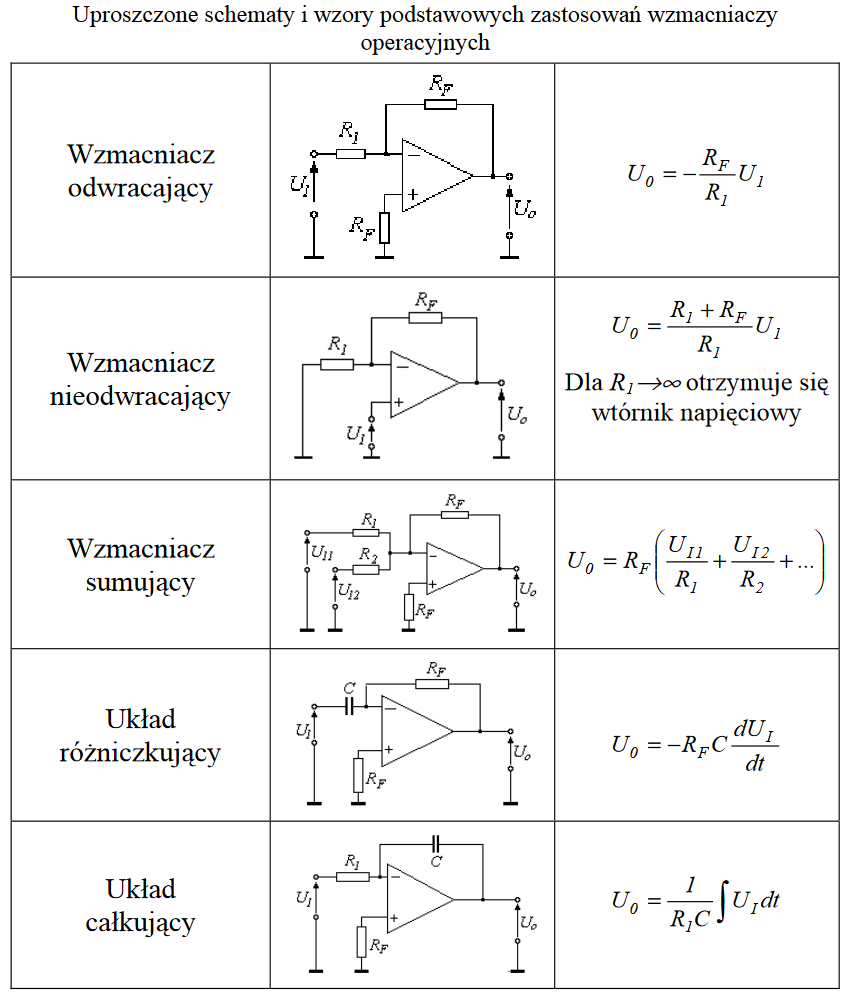 Uproszczone schematy i wzory podstawowych zastosowań wzmacniaczy
operacyjnych
Wzmacniacz
odwracający
R_F
R_1
U_I
−
+
R_F
U_o
U_0 = -\frac{R_F}{R_1} U_1
Wzmacniacz
nieodwracający
R_F
R_1
−
+
U_I
U_o
U_0 = \frac{R_1 + R_F}{R_1} U_1
Dla R_1→∞ otrzymuje się
wtórnik napięciowy
Wzmacniacz
sumujący
R_F
R_1
U_{I1}
R_2
U_{I2}
−
+
R_F
U_o
U_0 = R_F \left( \frac{U_{I1}}{R_1} + \frac{U_{I2}}{R_2} + ... \right)
Układ
różniczkujący
R_F
C
U_I
−
+
R_F
U_o
U_0 = -R_F C \frac{dU_I}{dt}
Układ
całkujący
C
R_1
U_I
−
+
R_F
U_o
U_0 = \frac{1}{R_1 C} \int U_I dt